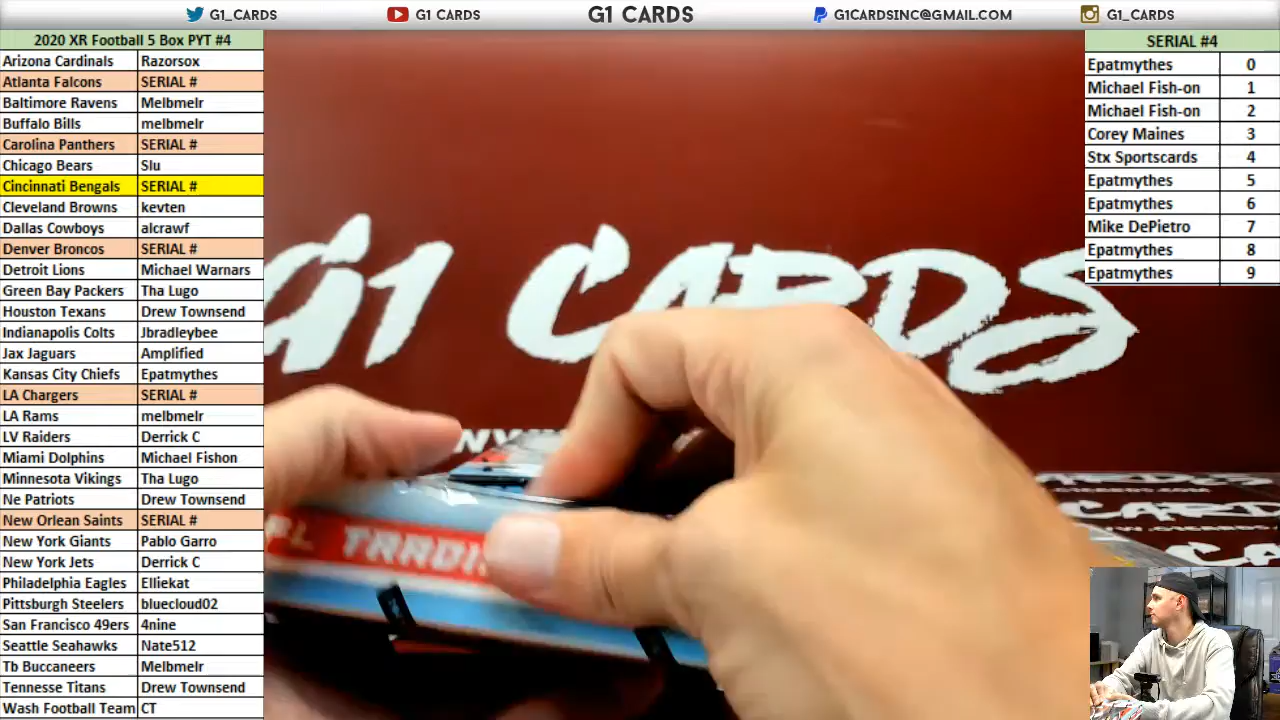 G1_CARDS
G1 CARDS
G1 CARDS
G1CARDSINC@GMAIL.COM
G1_CARDS
2020 XR Football 5 Box PYT #4
Arizona Cardinals Razorsox
Atlanta Falcons SERIAL #
Baltimore Ravens Melbmelr
Buffalo Bills melbmelr
Carolina Panthers SERIAL #
Chicago Bears Slu
Cincinnati Bengals SERIAL #
Cleveland Browns kevten
Dallas Cowboys alcrawf
Denver Broncos SERIAL #
Detroit Lions Michael Warnars
Green Bay Packers Tha Lugo
Houston Texans Drew Townsend
Indianapolis Colts Jbradleybee
Jax Jaguars Amplified
Kansas City Chiefs Epatmythes
LA Chargers SERIAL #
LA Rams melbmelr
LV Raiders Derrick C
Miami Dolphins Michael Fishon
Minnesota Vikings Tha Lugo
Ne Patriots Drew Townsend
New Orlean Saints SERIAL #
New York Giants Pablo Garro
New York Jets Derrick C
Philadelphia Eagles Elliekat
Pittsburgh Steelers bluecloud02
San Francisco 49ers 4nine
Seattle Seahawks Nate512
Tb Buccaneers Melbmelr
Tennesse Titans Drew Townsend
Wash Football Team CT
SERIAL #4
Epatmythes 0
Michael Fish-on 1
Michael Fish-on 2
Corey Maines 3
Stx Sportscards 4
Epatmythes 5
Epatmythes 6
Mike DePietro 7
Epatmythes 8
Epatmythes 9
G1 CARDS